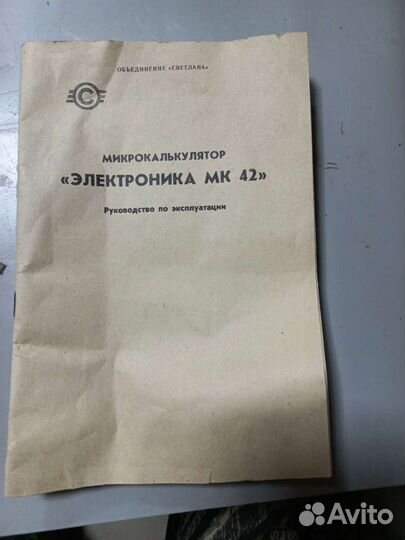 ОБЪЕДИНЕНИЕ «СВЕТЛАНА»
С
МИКРОКАЛЬКУЛЯТОР
«ЭЛЕКТРОНИКА МК 42»
Руководство по эксплуатации
Avito